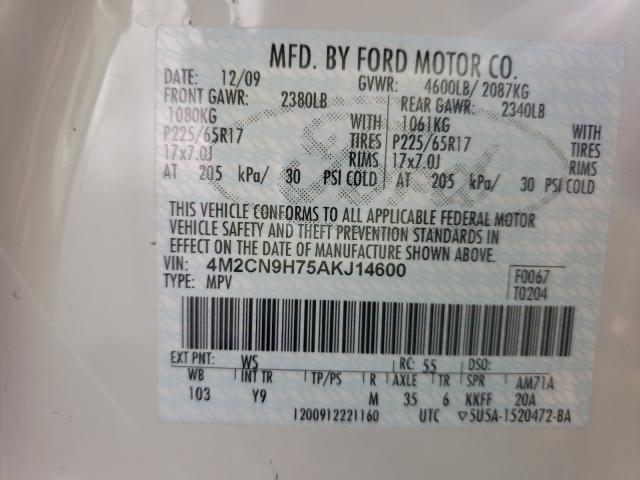 MFD. BY FORD MOTOR CO.
DATE: 12/09 GVWR: 4600LB/ 2087KG
FRONT GAWR: 2380LB REAR GAWR: 2340LB
1080KG WITH 1061KG WITH
P225/65R17 TIRES P225/65R17 TIRES
17x7.0J RIMS 17x7.0J RIMS
AT 205 kPa/ 30 PSI COLD AT 205 kPa/ 30 PSI COLD
THIS VEHICLE CONFORMS TO ALL APPLICABLE FEDERAL MOTOR
VEHICLE SAFETY AND THEFT PREVENTION STANDARDS IN
EFFECT ON THE DATE OF MANUFACTURE SHOWN ABOVE.
VIN: 4M2CN9H75AKJ14600 F0067
TYPE: MPV T0204
EXT PNT: WS RC: 55 DSO:
WB INT TR TP/PS R AXLE TR SPR AM71A
103 Y9 M 35 6 KKFF 20A
1200912221160 UTC ▽5U5A-1520472-BA